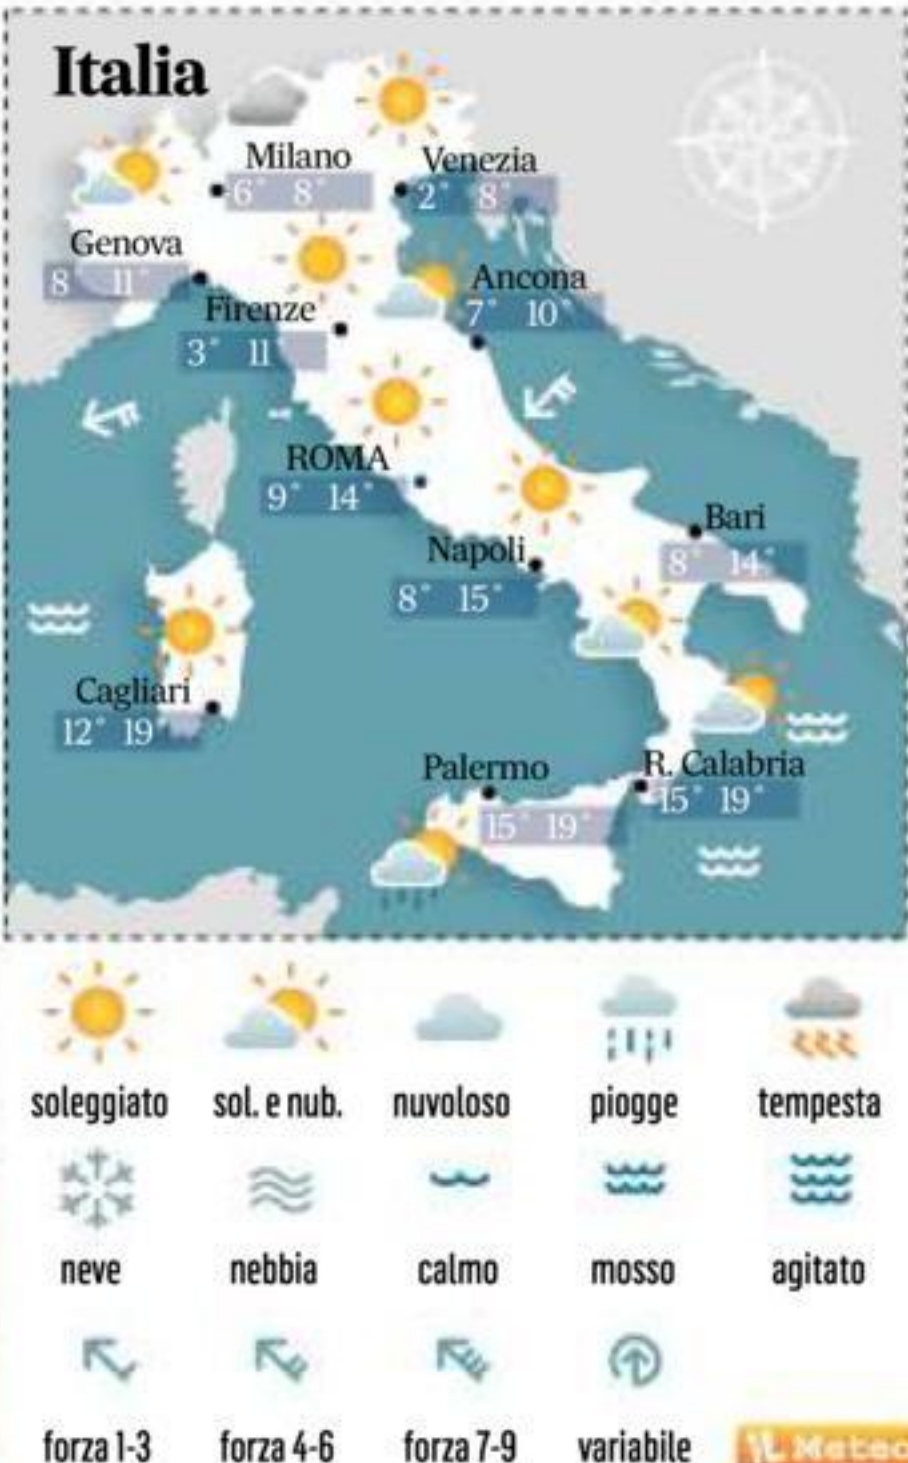 Italia
Milano
6° 8°
Venezia
2° 8°
Genova
8 11°
Firenze
3° 11
Ancona
7° 10°
ROMA
9° 14°
Napoli
8° 15°
Bari
8° 14°
Cagliari
12° 19°
Palermo
15° 19°
R. Calabria
15° 19°
soleggiato sol. e nub. nuvoloso piogge tempesta
neve nebbia calmo mosso agitato
forza 1-3 forza 4-6 forza 7-9 variabile
Meteo